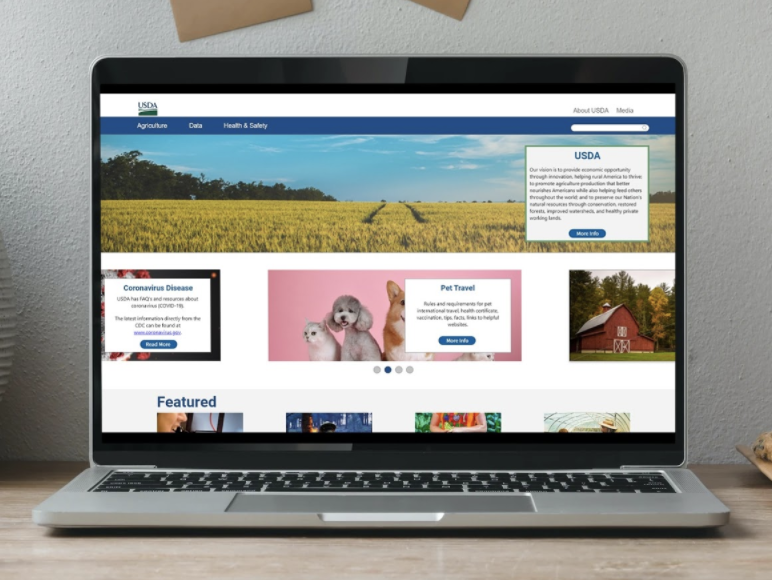 USDA
About USDA Media
Agriculture Data Health & Safety
USDA
Our vision is to provide economic opportunity
through innovation, helping rural America to thrive;
to promote agriculture production that better
nourishes Americans while also helping feed others
throughout the world; and to preserve our Nation's
natural resources through conservation, restored
forests, improved watersheds, and healthy private
working lands.
More Info
Coronavirus Disease
USDA has FAQ's and resources about
coronavirus (COVID-19).
The latest information directly from the
CDC can be found at
www.coronavirus.gov
Read More
Pet Travel
Rules and requirements for pet
international travel, health certificate,
vaccination, tips, facts, links to helpful
websites.
More Info
Featured